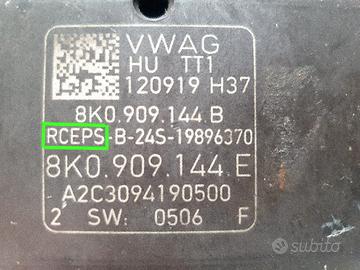 VWAG
HU TT1
120919 H37
8K0.909.144.B
RCEPS-B-24S-19896370
8K0.909.144.E
A2C3094190500
2 SW: 0506 F
subito